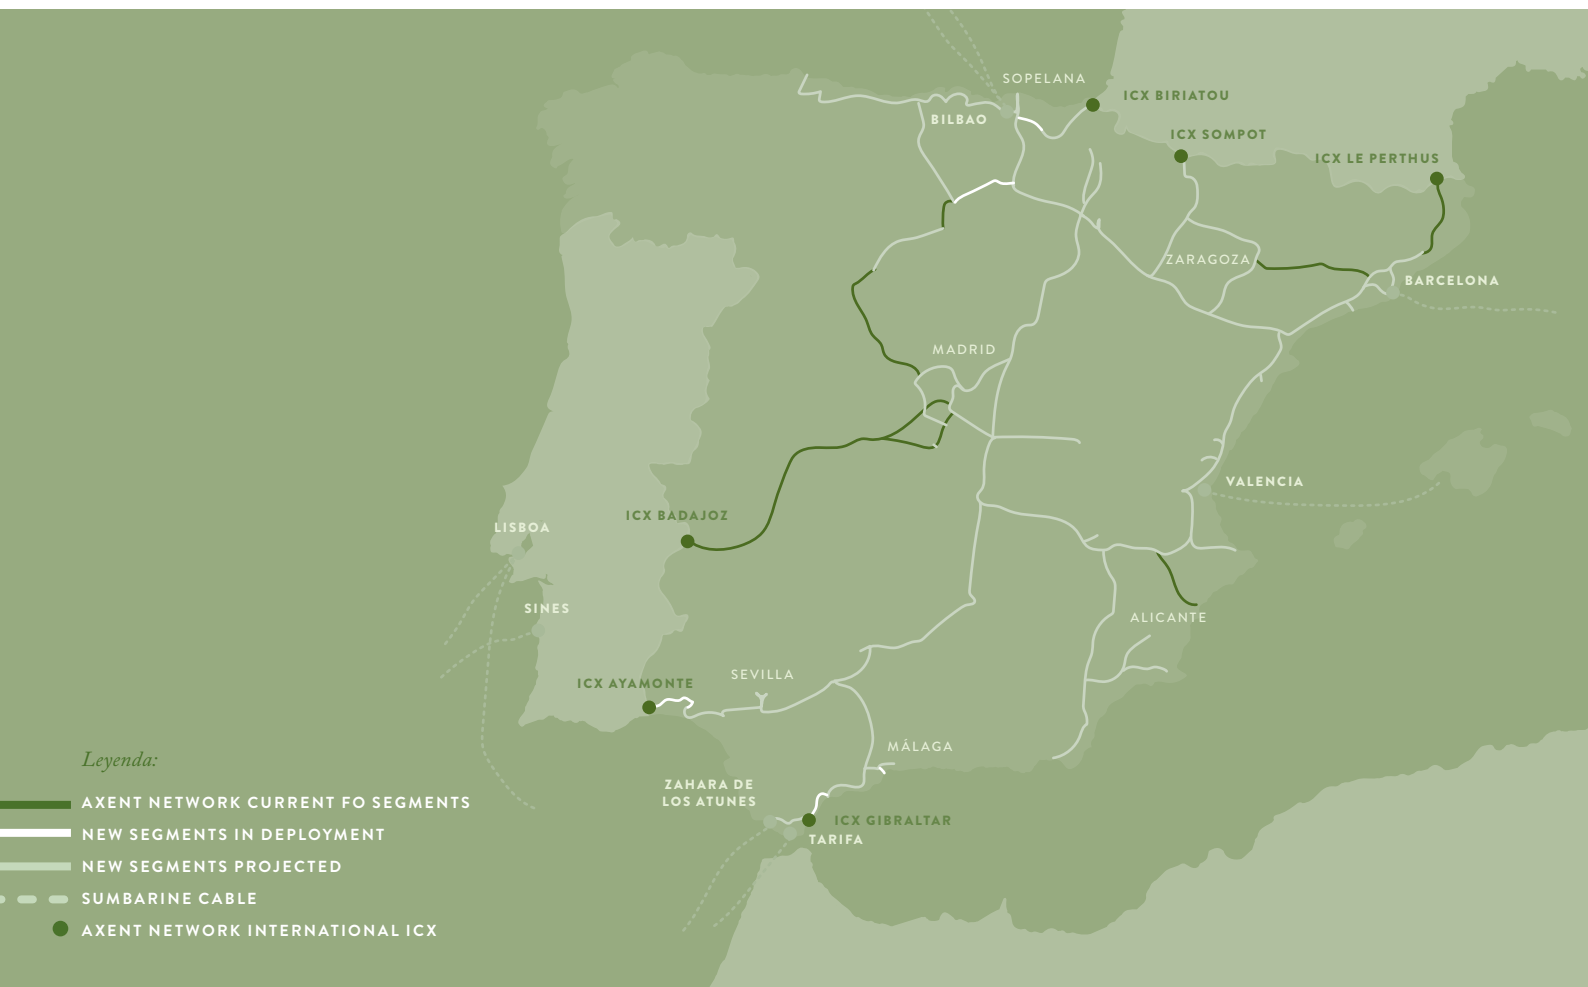 SOPELANA
ICX BIRIATOU
BILBAO
ICX SOMPOT
ICX LE PERTHUS
ZARAGOZA
BARCELONA
MADRID
VALENCIA
ICX BADAJOZ
LISBOA
SINES
ALICANTE
SEVILLA
ICX AYAMONTE
MÁLAGA
ZAHARA DE
LOS ATUNES
ICX GIBRALTAR
TARIFA
Leyenda:
AXENT NETWORK CURRENT FO SEGMENTS
NEW SEGMENTS IN DEPLOYMENT
NEW SEGMENTS PROJECTED
SUMBARINE CABLE
AXENT NETWORK INTERNATIONAL ICX